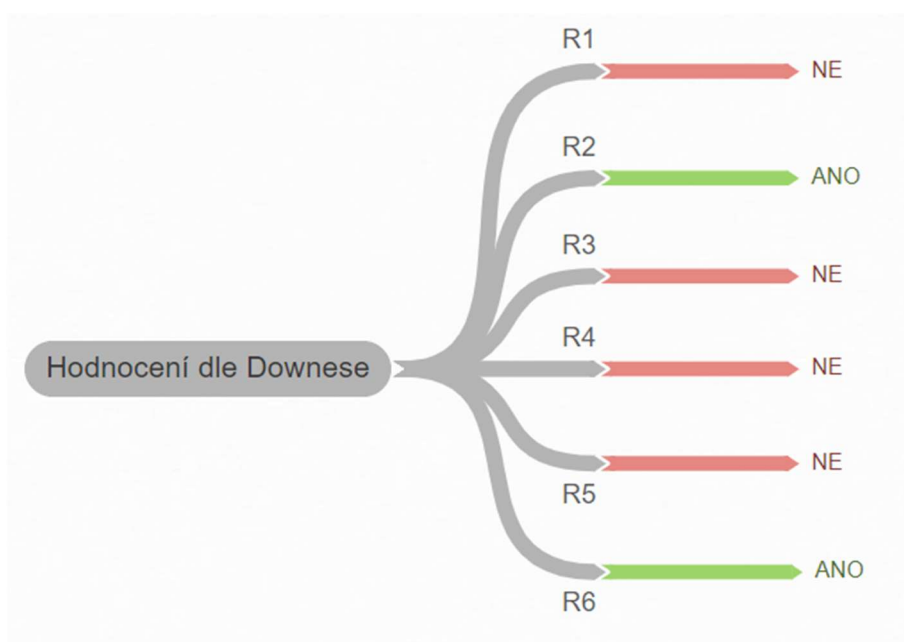 R1
NE
R2
ANO
R3
NE
R4
NE
Hodnocení dle Downese
NE
R5
ANO
R6